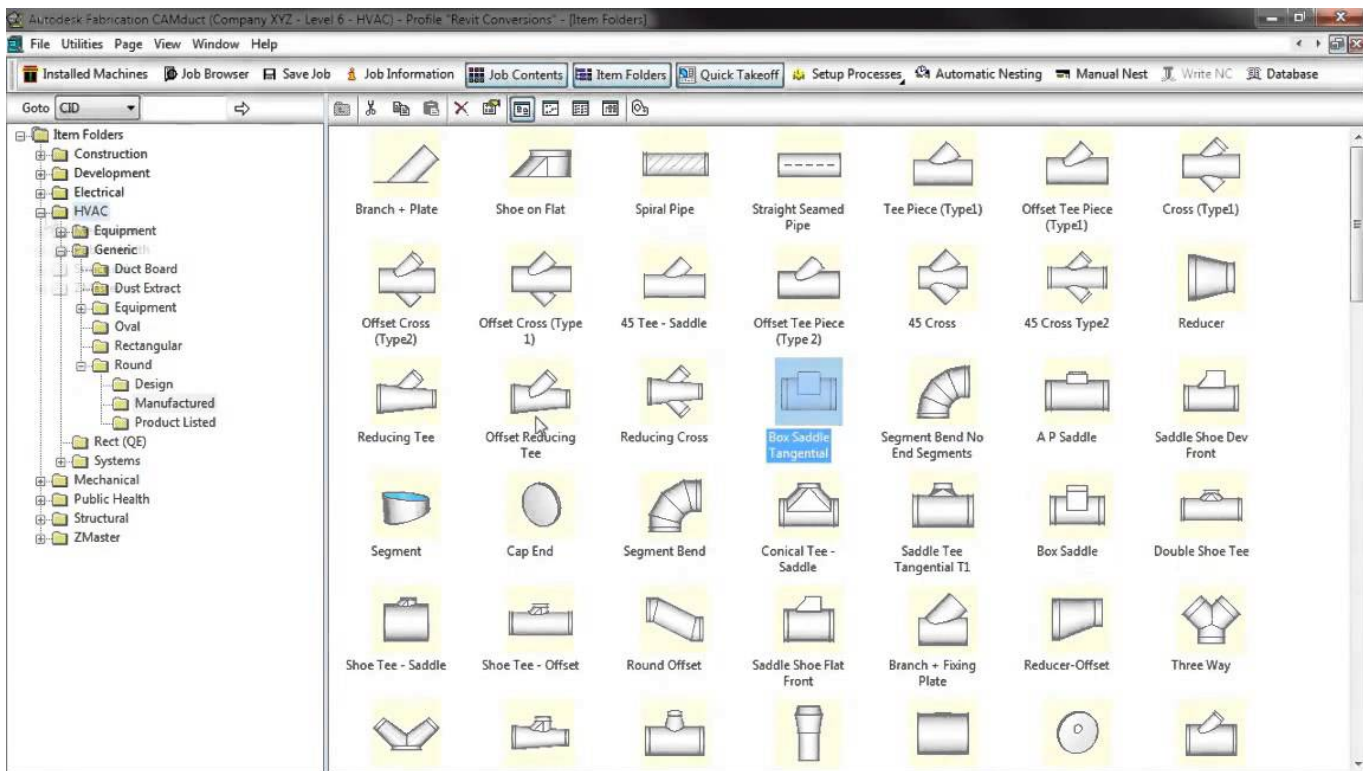 Autodesk Fabrication CAMduct (Company XYZ - Level 6 - HVAC) - Profile "Revit Conversions" - [Item Folders]
File Utilities Page View Window Help
Installed Machines Job Browser Save Job Job Information Job Contents Item Folders Quick Takeoff Setup Processes Automatic Nesting Manual Nest Write NC Database
Goto CID
Item Folders
Construction
Development
Electrical
HVAC
Equipment
Generic
Duct Board
Dust Extract
Equipment
Oval
Rectangular
Round
Design
Manufactured
Product Listed
Rect (QE)
Systems
Mechanical
Public Health
Structural
ZMaster
Branch + Plate
Shoe on Flat
Spiral Pipe
Straight Seamed
Pipe
Tee Piece (Type1)
Offset Tee Piece
(Type1)
Cross (Type1)
Offset Cross
(Type2)
Offset Cross (Type
1)
45 Tee - Saddle
Offset Tee Piece
(Type 2)
45 Cross
45 Cross Type2
Reducer
Reducing Tee
Offset Reducing
Tee
Reducing Cross
Box Saddle
Tangential
Segment Bend No
End Segments
A P Saddle
Saddle Shoe Dev
Front
Segment
Cap End
Segment Bend
Conical Tee -
Saddle
Saddle Tee
Tangential T1
Box Saddle
Double Shoe Tee
Shoe Tee - Saddle
Shoe Tee - Offset
Round Offset
Saddle Shoe Flat
Front
Branch + Fixing
Plate
Reducer-Offset
Three Way